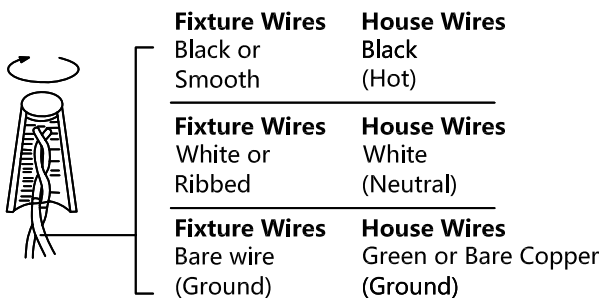 Fixture Wires House Wires
Black or Black
Smooth (Hot)
Fixture Wires House Wires
White or White
Ribbed (Neutral)
Fixture Wires House Wires
Bare wire Green or Bare Copper
(Ground) (Ground)